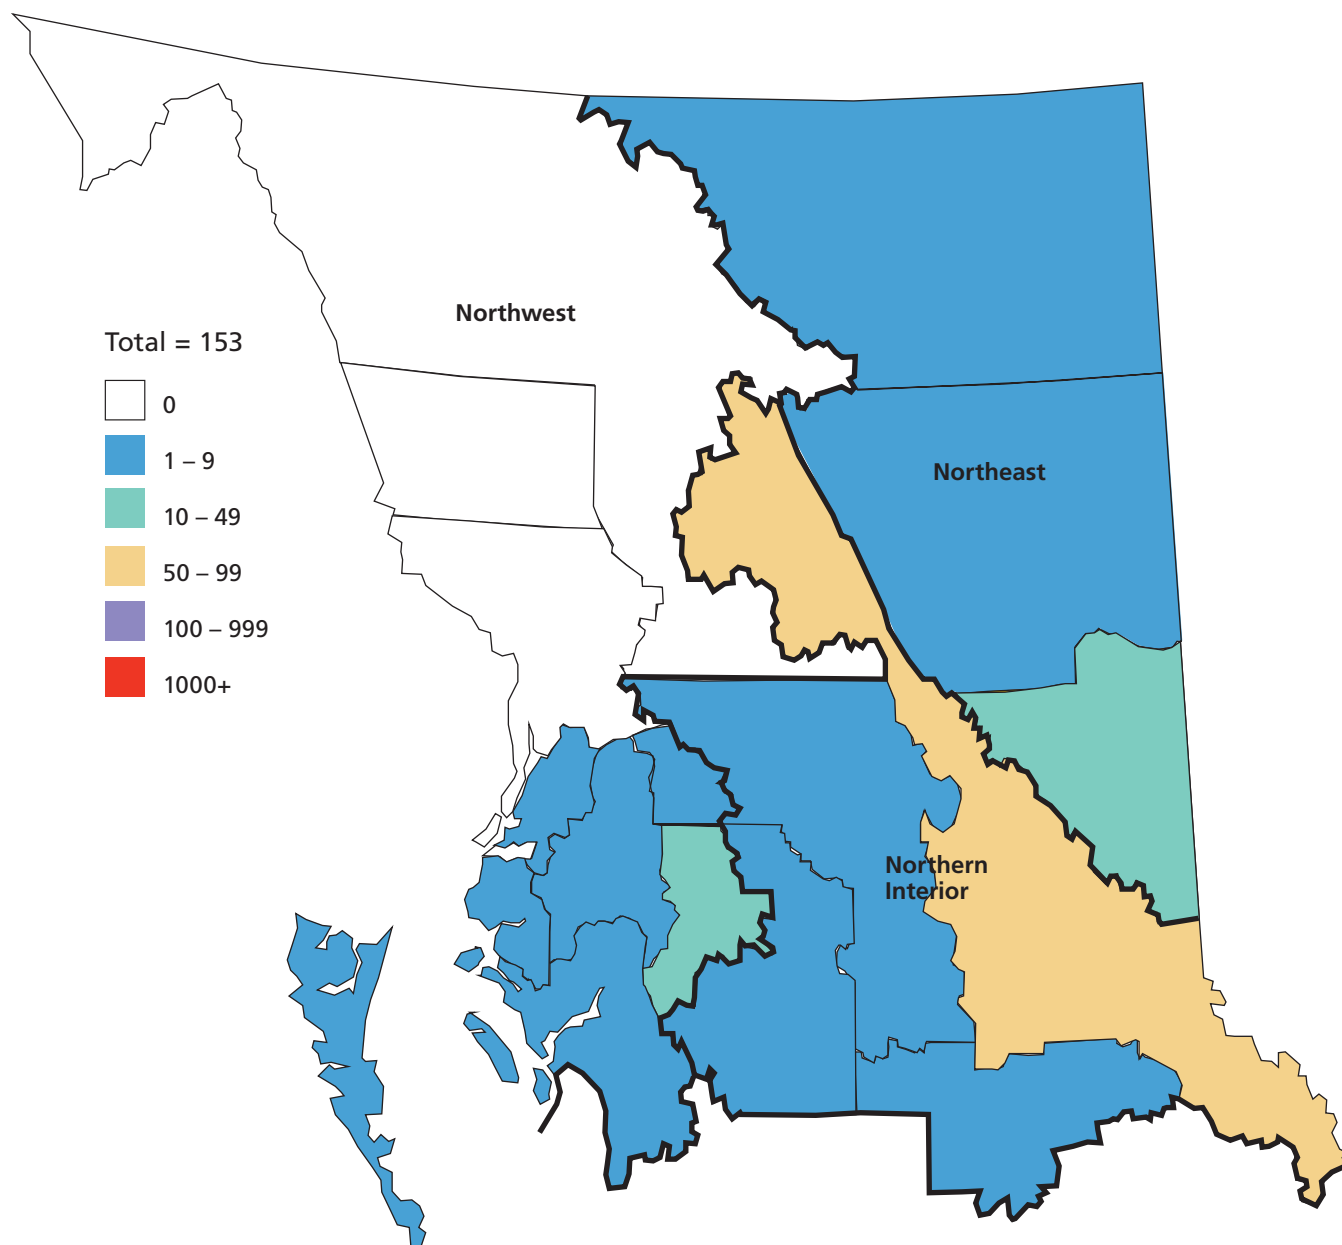 Northwest
Total = 153
0
1 – 9
10 – 49
50 – 99
100 – 999
1000+
Northeast
Northern
Interior